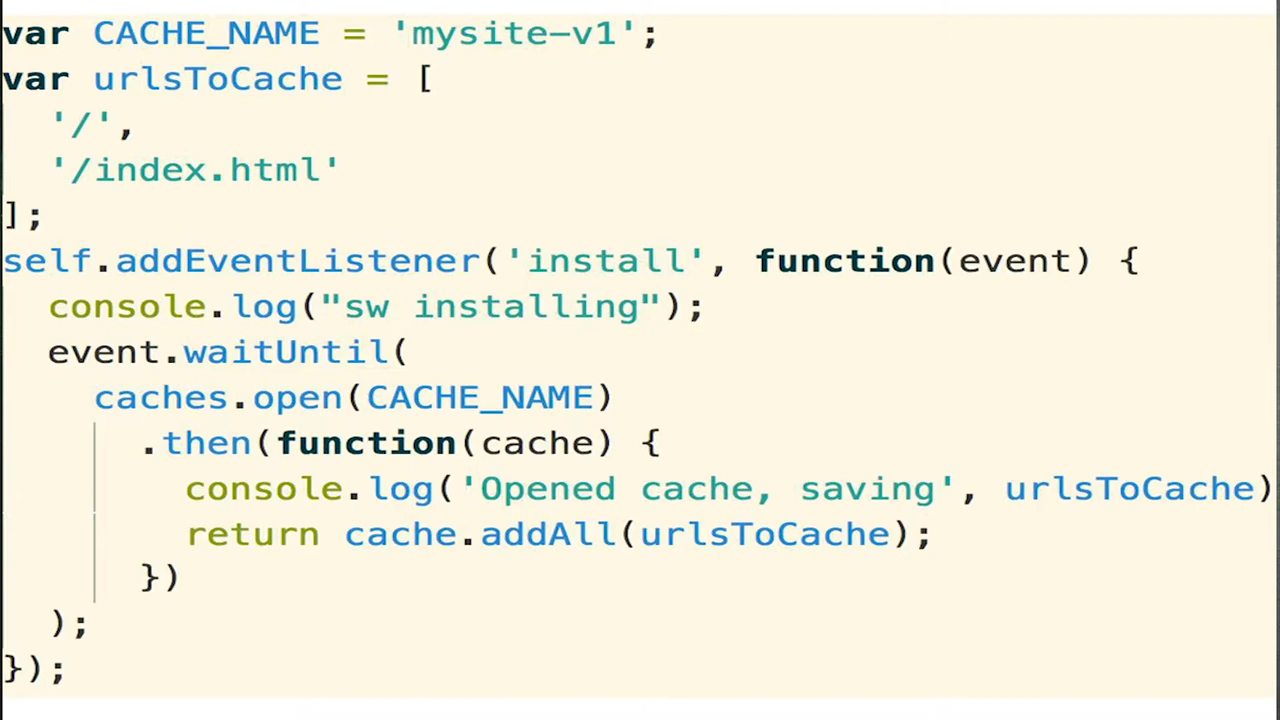 var CACHE_NAME = 'mysite-v1';
var urlsToCache = [
  '/',
  '/index.html'
];
self.addEventListener('install', function(event) {
  console.log("sw installing");
  event.waitUntil(
    caches.open(CACHE_NAME)
      .then(function(cache) {
        console.log('Opened cache, saving', urlsToCache)
        return cache.addAll(urlsToCache);
      })
  );
});